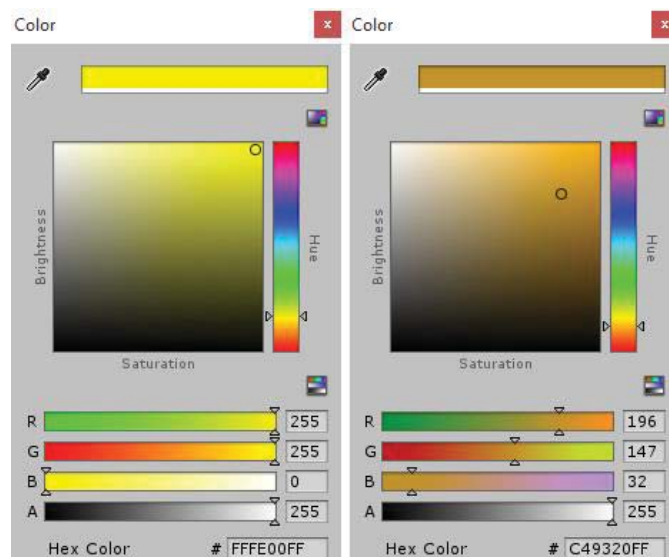 Color x
Brightness
Hue
Saturation
R 255
G 255
B 0
A 255
Hex Color # FFFE00FF
Color x
Brightness
Hue
Saturation
R 196
G 147
B 32
A 255
Hex Color # C49320FF